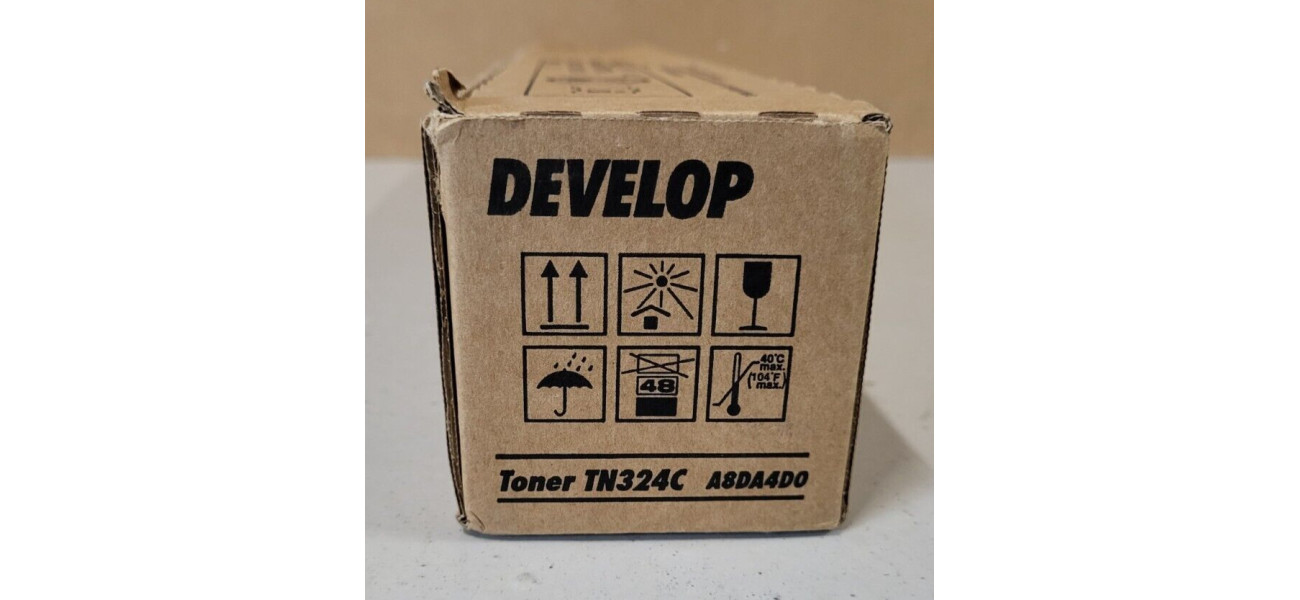 DEVELOP
48
40°C
max.
(104°F
max.)
Toner TN324C A8DA4D0